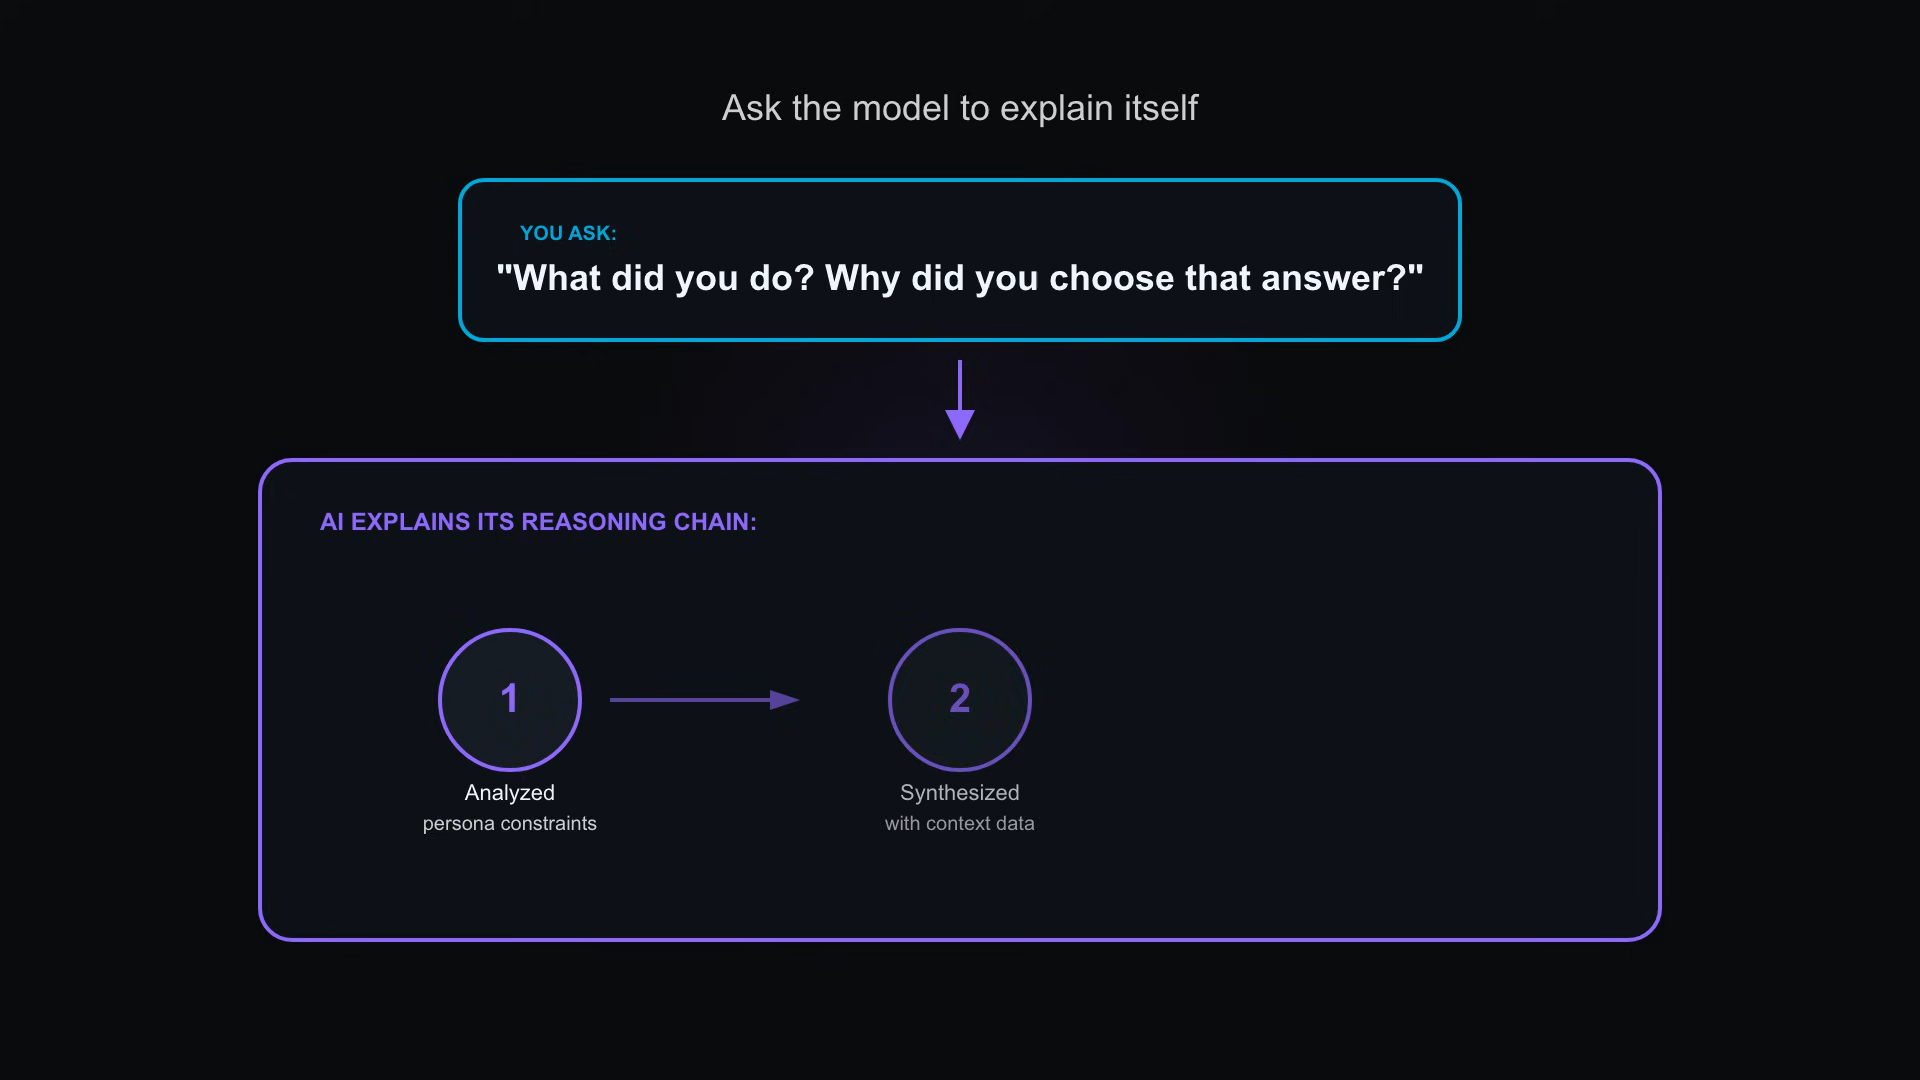 Ask the model to explain itself
YOU ASK:
"What did you do? Why did you choose that answer?"
AI EXPLAINS ITS REASONING CHAIN:
1
2
Analyzed
persona constraints
Synthesized
with context data